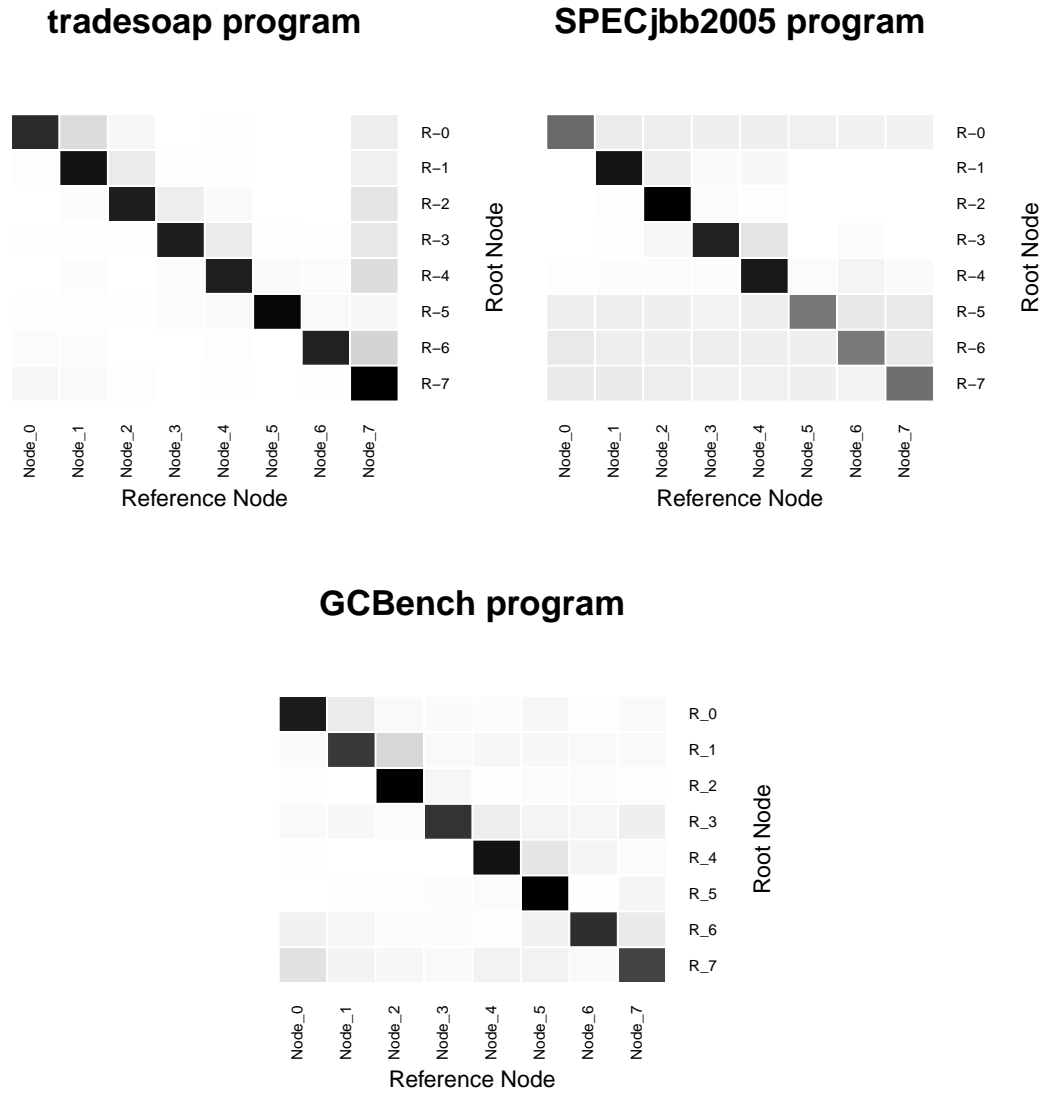 tradesoap program
R−0
R−1
R−2
R−3
R−4
R−5
R−6
R−7
Root Node
Node_0
Node_1
Node_2
Node_3
Node_4
Node_5
Node_6
Node_7
Reference Node
SPECjbb2005 program
R−0
R−1
R−2
R−3
R−4
R−5
R−6
R−7
Root Node
Node_0
Node_1
Node_2
Node_3
Node_4
Node_5
Node_6
Node_7
Reference Node
GCBench program
R_0
R_1
R_2
R_3
R_4
R_5
R_6
R_7
Root Node
Node_0
Node_1
Node_2
Node_3
Node_4
Node_5
Node_6
Node_7
Reference Node